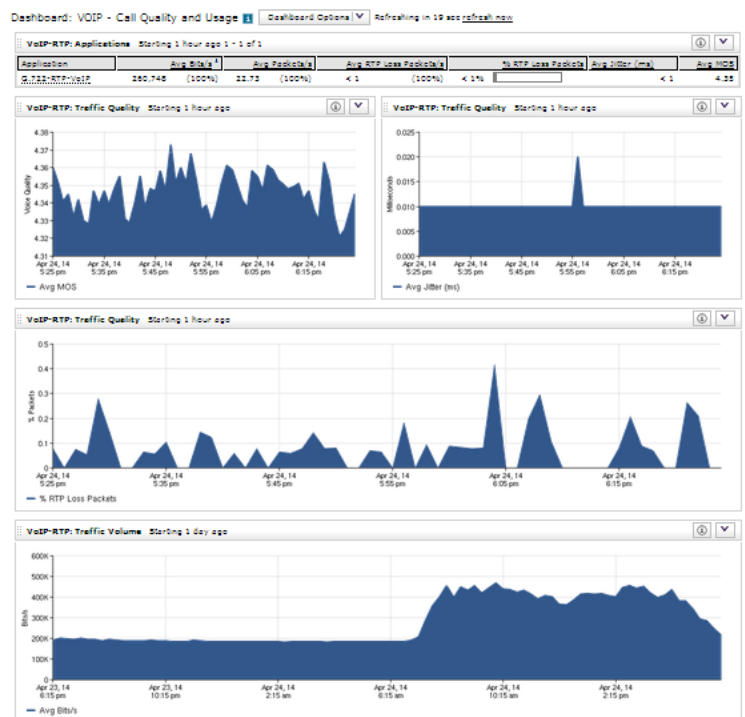 Dashboard: VOIP - Call Quality and Usage Dashboard Options Refreshing in 19 sec refresh now
VoIP-RTP: Applications Starting 1 hour ago 1 - 1 of 1
Application Avg Bits/s Avg Packets/s Avg RTP Loss Packets/s % RTP Loss Packets Avg Jitter (ms) Avg MOS
G.722-RTP-VoIP (100%) 22.73 (100%) < 1 (100%) < 1% < 1 4.35
VoIP-RTP: Traffic Quality Starting 1 hour ago
4.38
4.37
4.36
4.35
4.34
4.33
4.32
4.31
Voice Quality
Apr 24, 14 Apr 24, 14 Apr 24, 14 Apr 24, 14 Apr 24, 14 Apr 24, 14
5:25 pm 5:35 pm 5:45 pm 5:55 pm 6:05 pm 6:15 pm
Avg MOS
VoIP-RTP: Traffic Quality Starting 1 hour ago
0.025
0.020
0.015
0.010
0.005
0.000
Milliseconds
Apr 24, 14 Apr 24, 14 Apr 24, 14 Apr 24, 14 Apr 24, 14 Apr 24, 14
5:25 pm 5:35 pm 5:45 pm 5:55 pm 6:05 pm 6:15 pm
Avg Jitter (ms)
VoIP-RTP: Traffic Quality Starting 1 hour ago
0.5
0.4
0.3
0.2
0.1
0
% Packets
Apr 24, 14 Apr 24, 14 Apr 24, 14 Apr 24, 14 Apr 24, 14 Apr 24, 14
5:25 pm 5:35 pm 5:45 pm 5:55 pm 6:05 pm 6:15 pm
% RTP Loss Packets
VoIP-RTP: Traffic Volume Starting 1 day ago
600K
500K
400K
300K
200K
100K
0
Bits/s
Apr 23, 14 Apr 23, 14 Apr 24, 14 Apr 24, 14 Apr 24, 14 Apr 24, 14
6:15 pm 10:15 pm 2:15 am 6:15 am 10:15 am 2:15 pm
Avg Bits/s